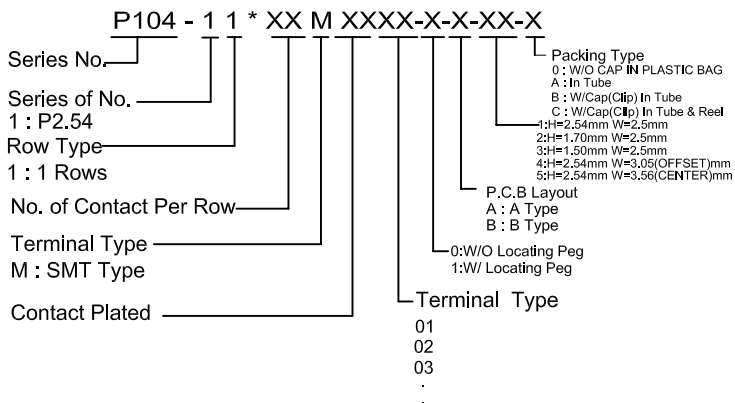 P104-11*XXMXXXX-X-X-XX-X
Series No.
Series of No.
1 : P2.54
Row Type
1 : 1 Rows
No. of Contact Per Row
Terminal Type
M : SMT Type
Contact Plated
Packing Type
0 : W/O CAP IN PLASTIC BAG
A : In Tube
B : W/Cap(Clip) In Tube
C : W/Cap(Clip) In Tube & Reel
1:H=2.54mm W=2.5mm
2:H=1.70mm W=2.5mm
3:H=1.50mm W=2.5mm
4:H=2.54mm W=3.05(OFFSET)mm
5:H=2.54mm W=3.56(CENTER)mm
P.C.B Layout
A : A Type
B : B Type
0:W/O Locating Peg
1:W/ Locating Peg
Terminal Type
01
02
03
.
.